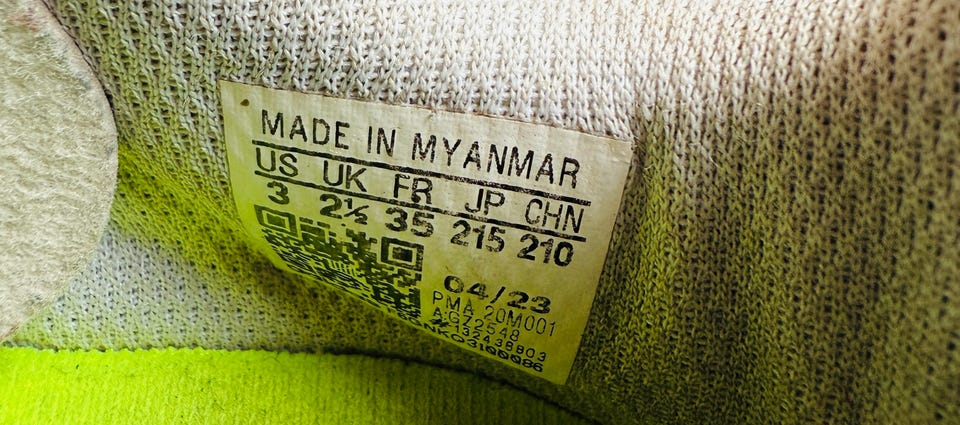 MADE IN MYANMAR
US UK FR JP CHN
3 2½ 35 215 210
04/23
PMA 20M001